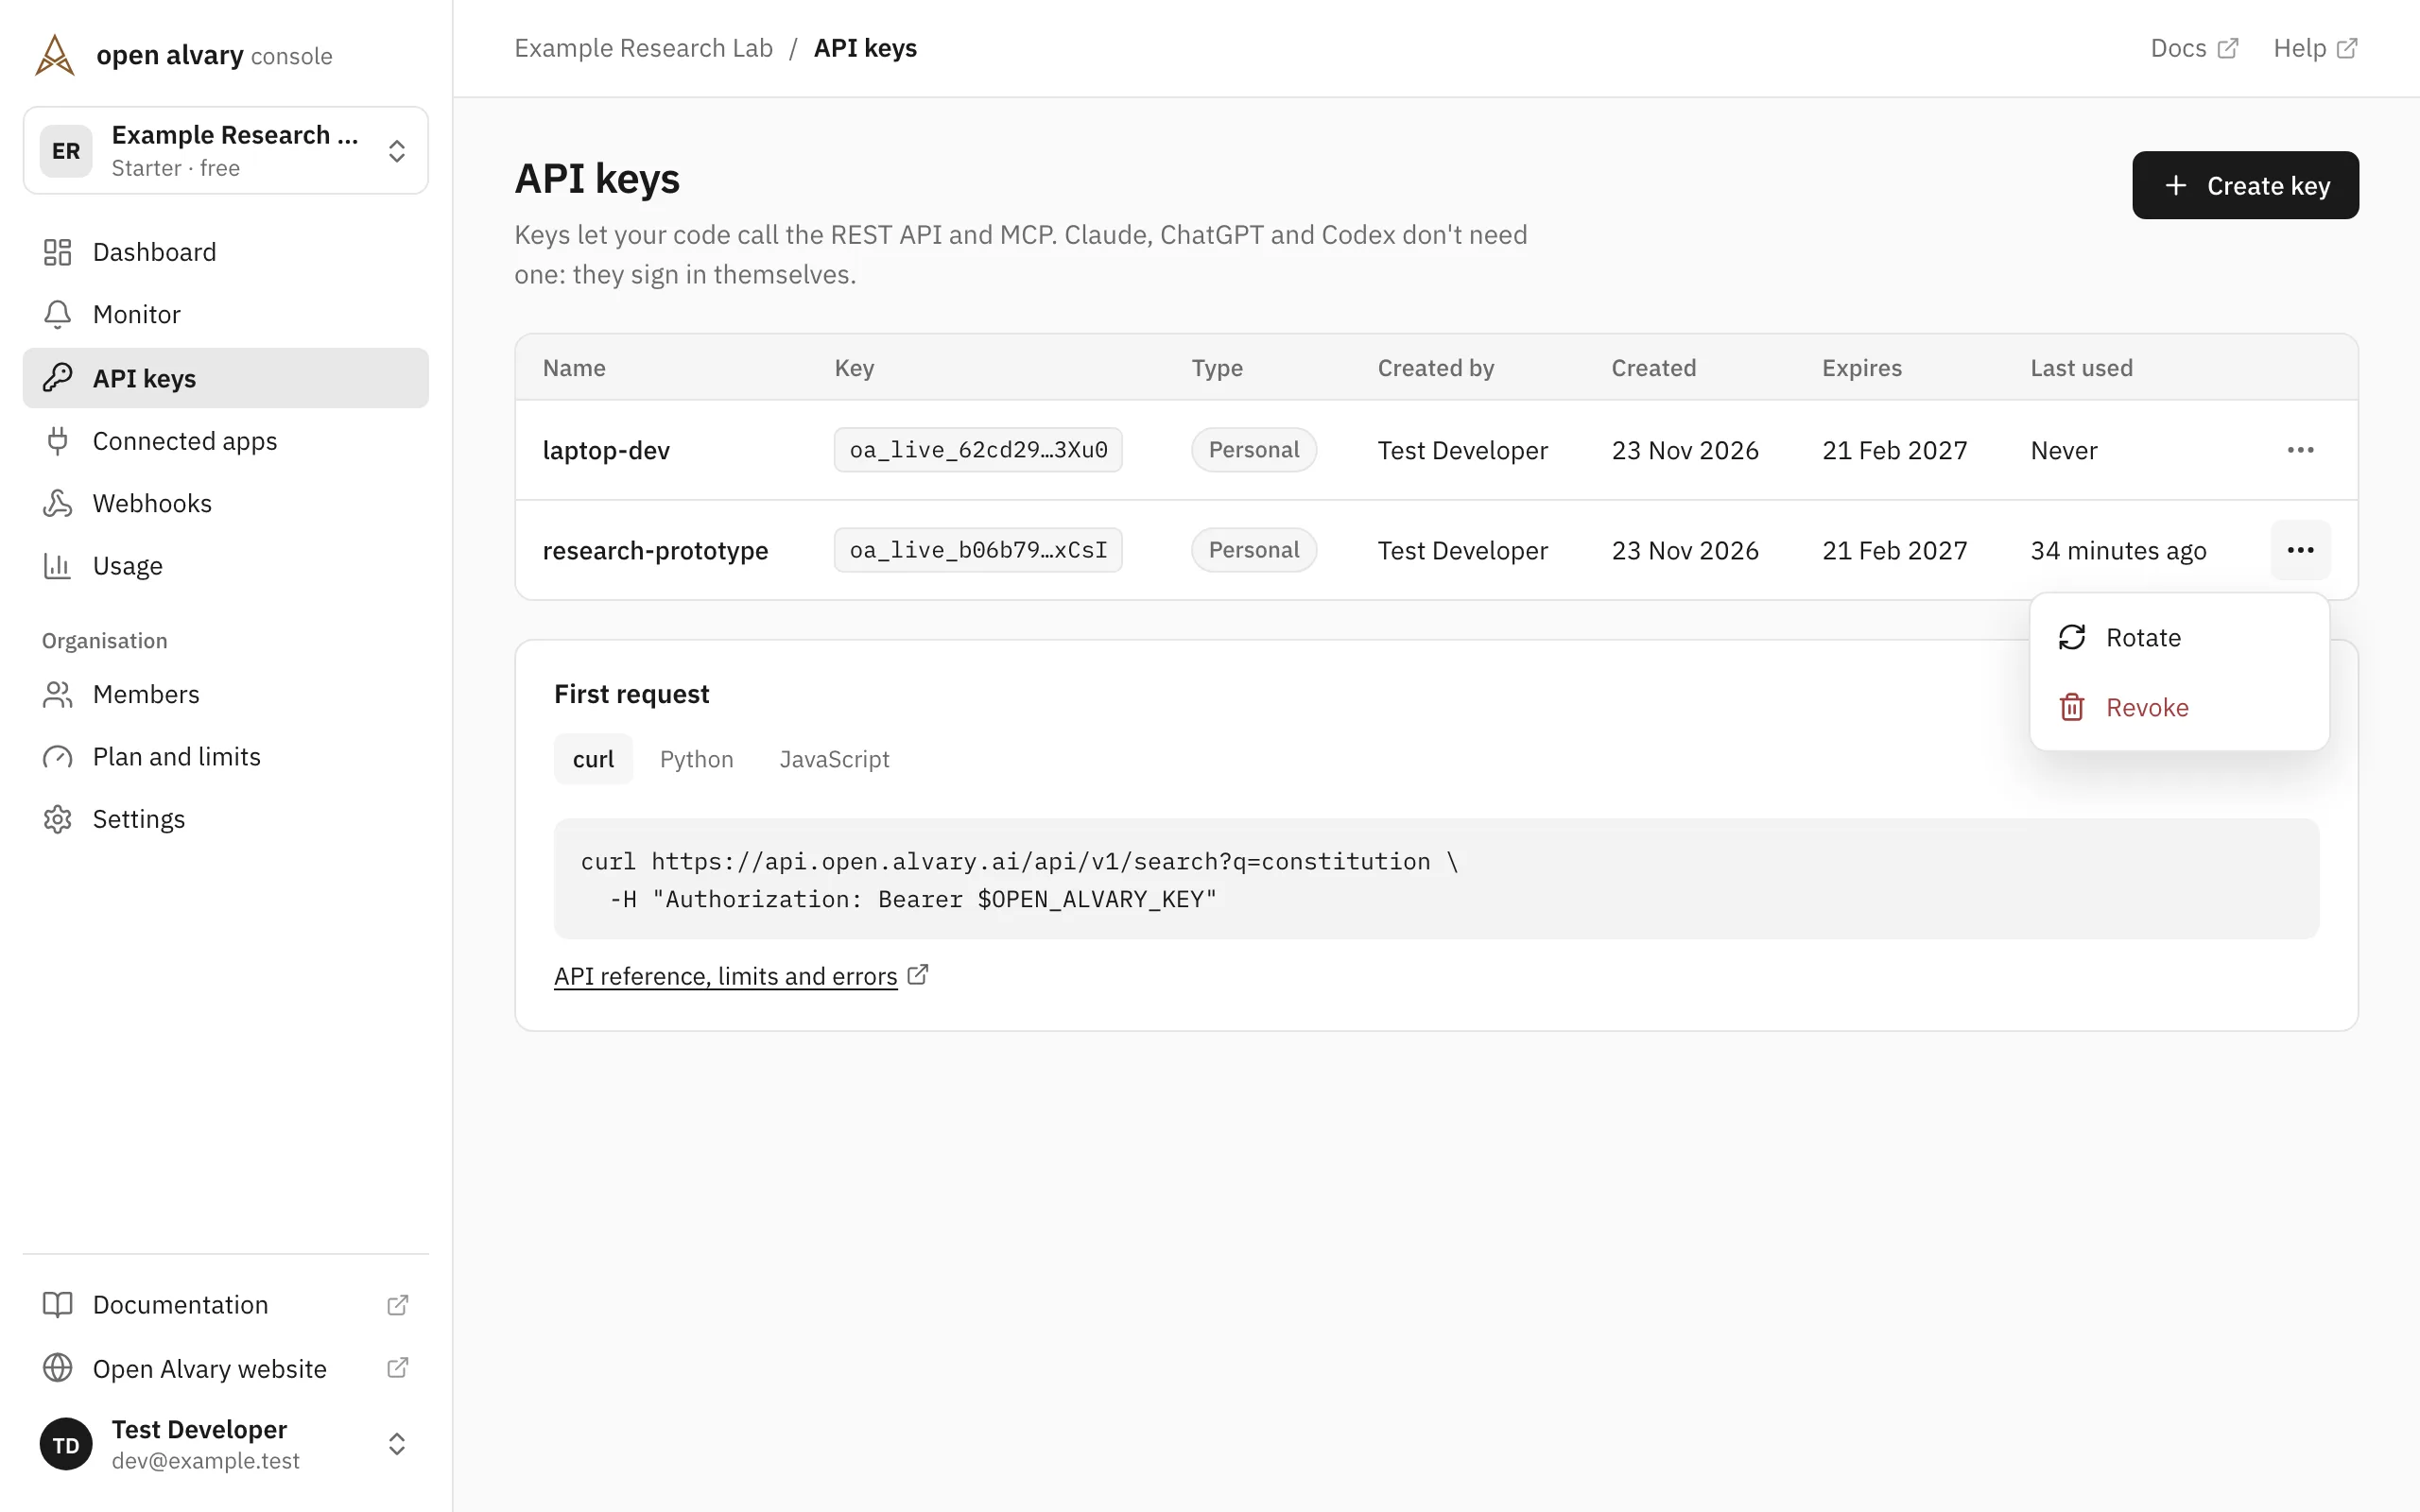 open alvary console
ER
Example Research ...
Starter · free
Dashboard
Monitor
API keys
Connected apps
Webhooks
Usage
Organisation
Members
Plan and limits
Settings
Documentation
Open Alvary website
TD
Test Developer
dev@example.test
Example Research Lab / API keys
Docs
Help
API keys
Create key
Keys let your code call the REST API and MCP. Claude, ChatGPT and Codex don't need
one: they sign in themselves.
Name Key Type Created by Created Expires Last used
laptop-dev oa_live_62cd29…3Xu0 Personal Test Developer 23 Nov 2026 21 Feb 2027 Never
research-prototype oa_live_b06b79…xCsI Personal Test Developer 23 Nov 2026 21 Feb 2027 34 minutes ago
Rotate
Revoke
First request
curl Python JavaScript
curl https://api.open.alvary.ai/api/v1/search?q=constitution \
-H "Authorization: Bearer $OPEN_ALVARY_KEY"
API reference, limits and errors